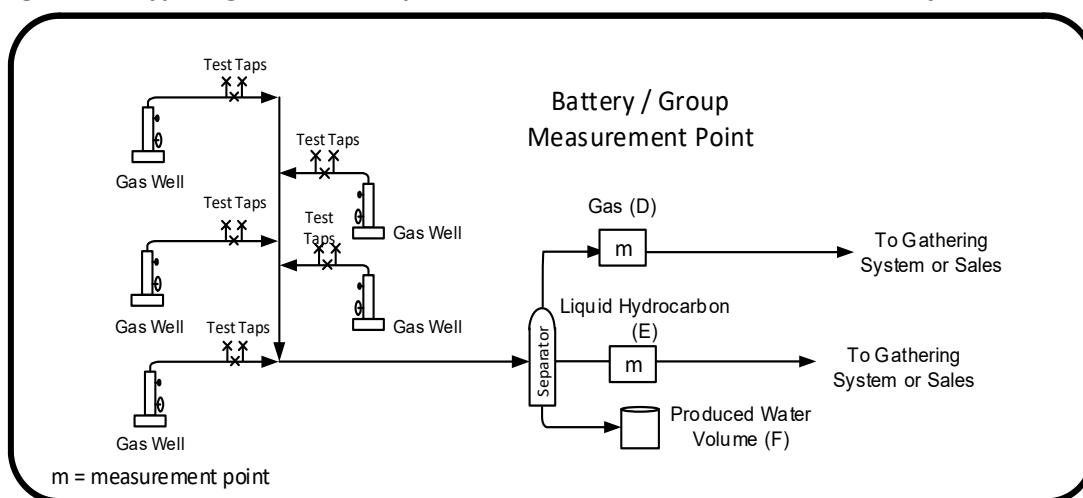 Test Taps
Gas Well
Test Taps
Gas Well
Test Taps
Gas Well
Test Taps
Gas Well
Test
Taps
Gas Well
Battery / Group
Measurement Point
Gas (D)
m
To Gathering
System or Sales
Liquid Hydrocarbon
(E)
m
To Gathering
System or Sales
Separator
Produced Water
Volume (F)
m = measurement point